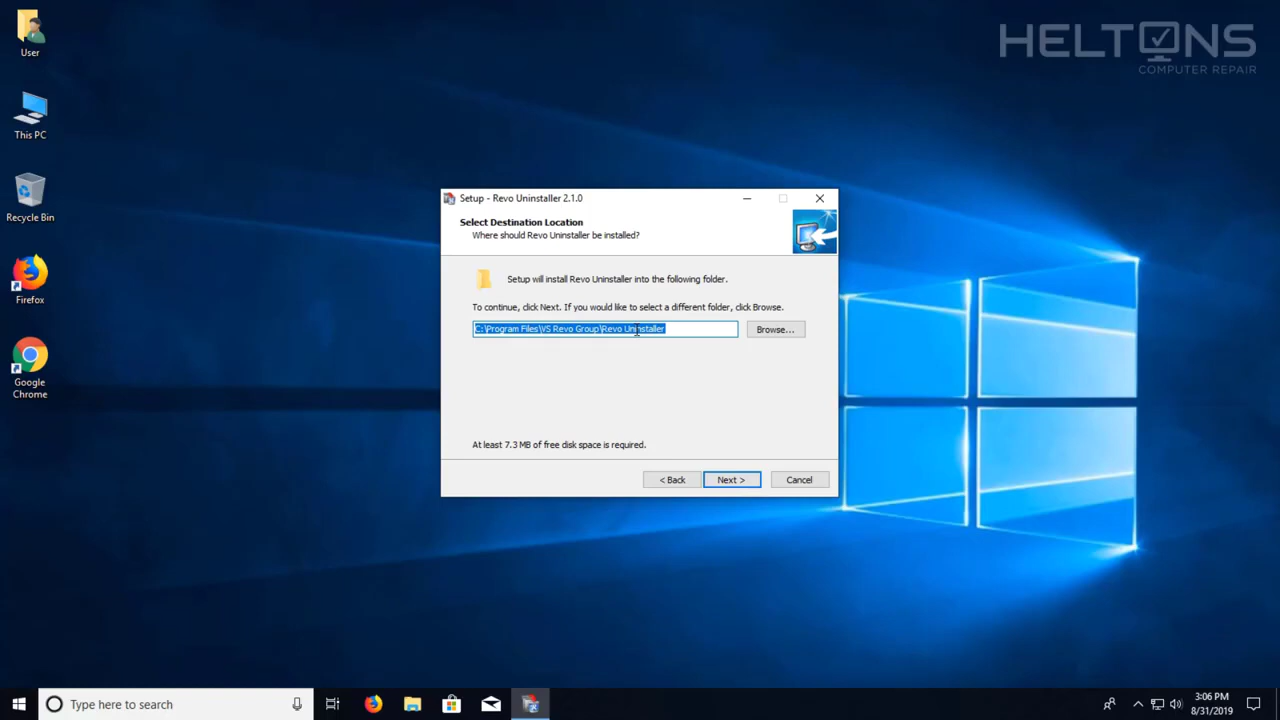 User
This PC
Recycle Bin
Firefox
Google
Chrome
HELTONS
COMPUTER REPAIR
Setup - Revo Uninstaller 2.1.0
Select Destination Location
Where should Revo Uninstaller be installed?
Setup will install Revo Uninstaller into the following folder.
To continue, click Next. If you would like to select a different folder, click Browse.
C:\Program Files\VS Revo Group\Revo Uninstaller
Browse...
At least 7.3 MB of free disk space is required.
< Back
Next >
Cancel
Type here to search
3:06 PM
8/31/2019